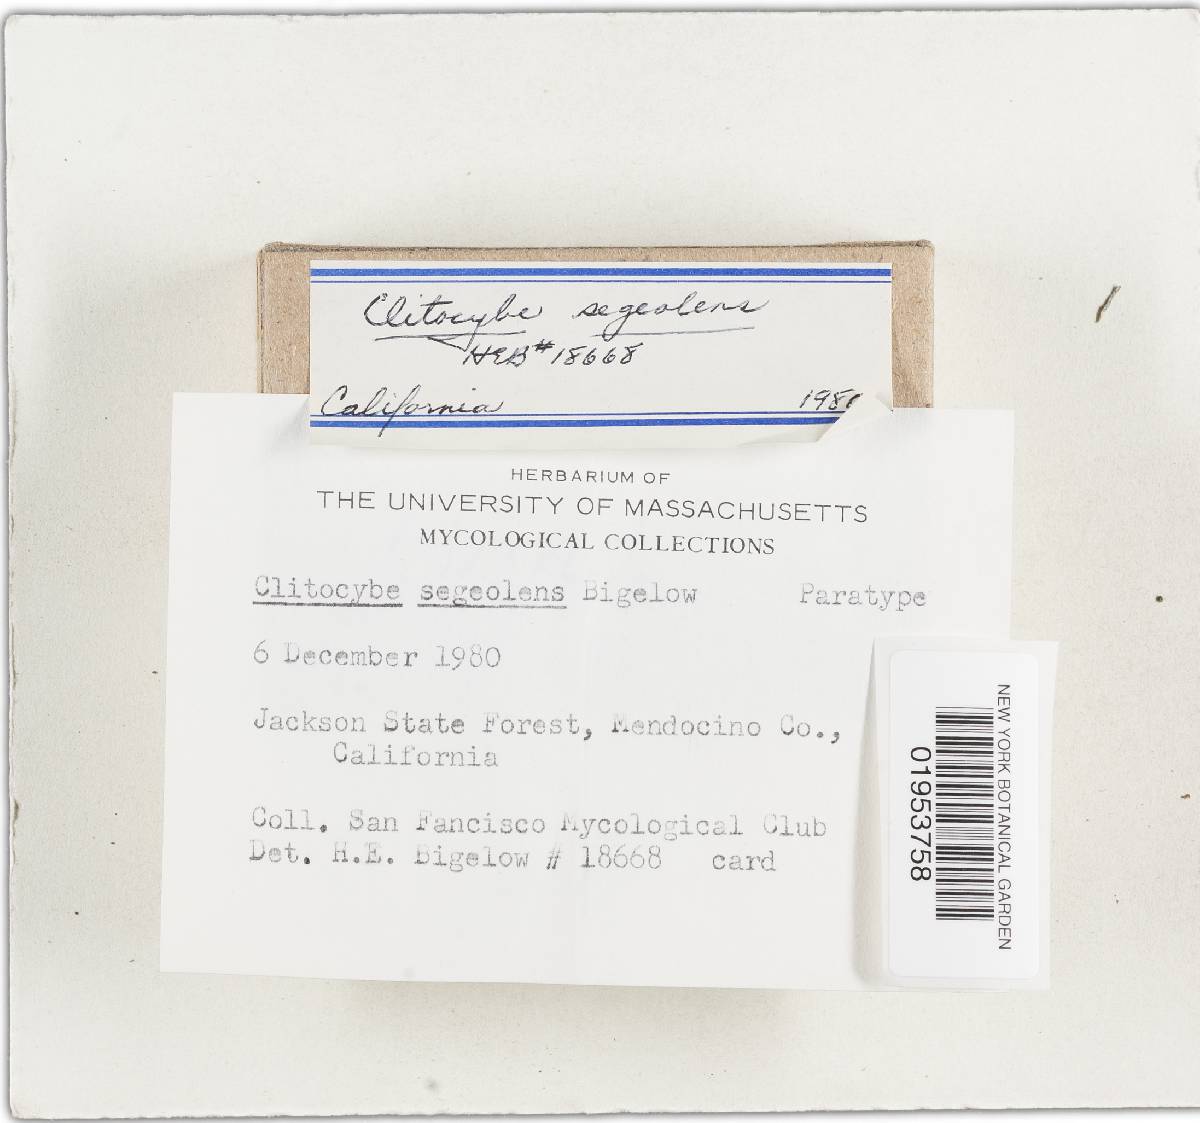 Clitocybe segeolens
HEB #18668
California
HERBARIUM OF
THE UNIVERSITY OF MASSACHUSETTS
MYCOLOGICAL COLLECTIONS
Clitocybe segeolens Bigelow Paratype
6 December 1980
Jackson State Forest, Mendocino Co.,
California
Coll. San Fancisco Mycological Club
Det. H.E. Bigelow # 18668 card
NEW YORK BOTANICAL GARDEN
01953758